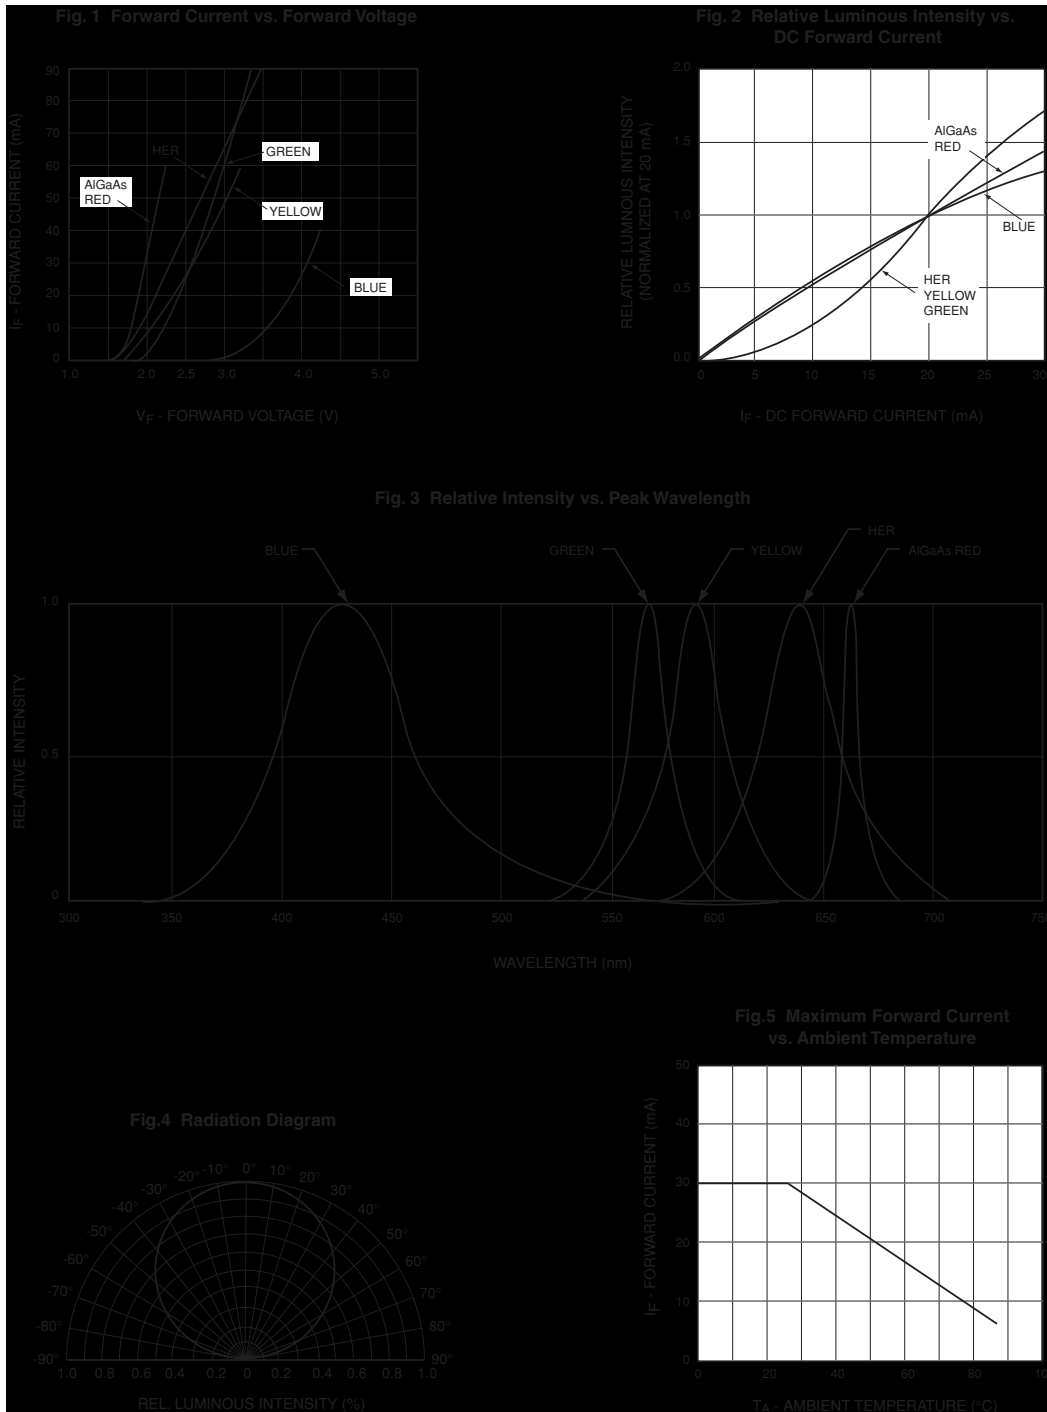 Fig. 1 Forward Current vs. Forward Voltage
IF - FORWARD CURRENT (mA)
90
80
70
60
50
40
30
20
10
0
HER
GREEN
AlGaAs
RED
YELLOW
BLUE
1.0 2.0 2.5 3.0 4.0 5.0
VF - FORWARD VOLTAGE (V)
Fig. 2 Relative Luminous Intensity vs.
DC Forward Current
RELATIVE LUMNOUS INTENSITY
(NORMALIZED AT 20 mA)
2.0
1.5
1.0
0.5
0.0
AlGaAs
RED
BLUE
HER
YELLOW
GREEN
0 5 10 15 20 25 30
IF - DC FORWARD CURRENT (mA)
Fig. 3 Relative Intensity vs. Peak Wavelength
HER
BLUE GREEN YELLOW AlGaAs RED
RELATIVE INTENSITY
1.0
0.5
0
300 350 400 450 500 550 600 650 700 750
WAVELENGTH (nm)
Fig.4 Radiation Diagram
-90° -80° -70° -60° -50° -40° -30° -20° -10° 0° 10° 20° 30° 40° 50° 60° 70° 80° 90°
1.0 0.8 0.6 0.4 0.2 0 0.2 0.4 0.6 0.8 1.0
REL. LUMINOUS INTENSITY (%)
Fig.5 Maximum Forward Current
vs. Ambient Temperature
IF - FORWARD CURRENT (mA)
50
40
30
20
10
0
0 20 40 60 80 100
TA - AMBIENT TEMPERATURE (°C)